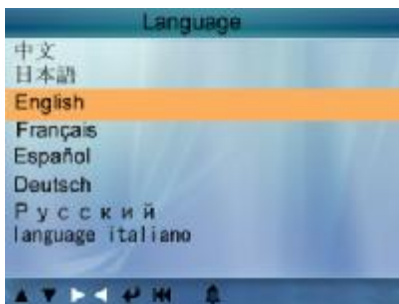 Language
中文
日本語
English
Français
Español
Deutsch
Русский
language italiano